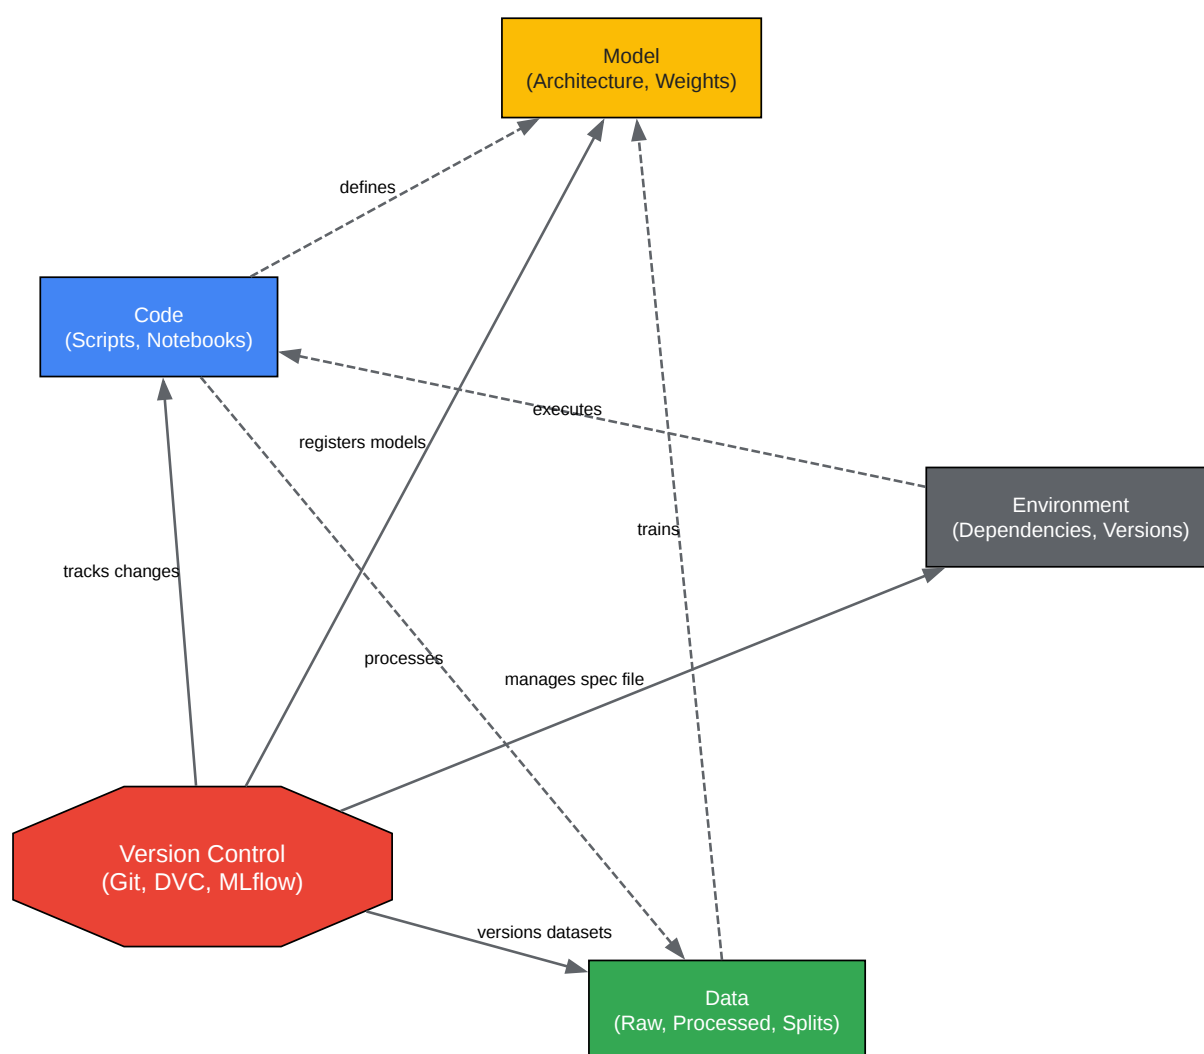 Model
(Architecture, Weights)
defines
Code
(Scripts, Notebooks)
executes
registers models
Environment
(Dependencies, Versions)
trains
tracks changes
processes
manages spec file
Version Control
(Git, DVC, MLflow)
versions datasets
Data
(Raw, Processed, Splits)